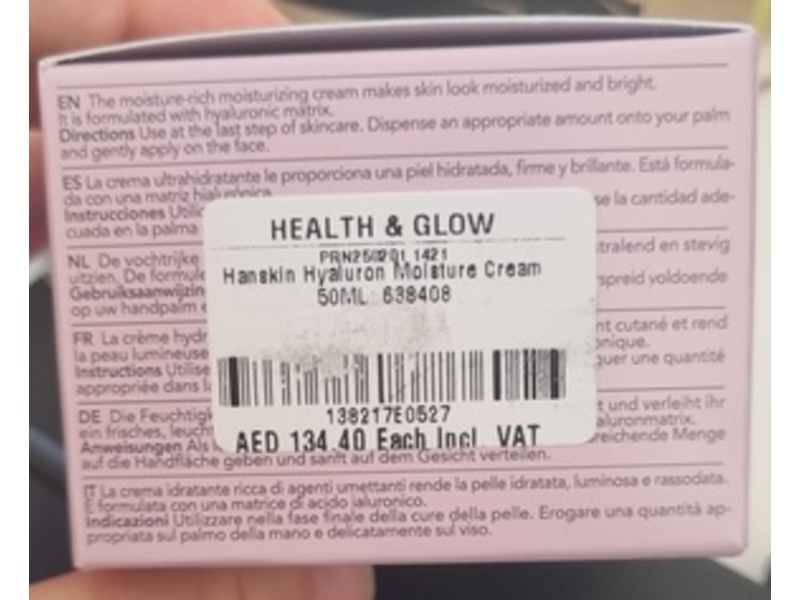 EN The moisture-rich moisturizing cream makes skin look moisturized and bright.
It is formulated with hyaluronic matrix.
Directions Use at the last step of skincare. Dispense an appropriate amount onto your palm
and gently apply on the face.
ES La crema ultrahidratante le proporciona una piel hidratada, firme y brillante. Está formula-
da con una matriz hialurónica
Instrucciones Utilic se la cantidad ade-
cuada en la palma
HEALTH & GLOW
PRN250201 1421
Hanskin Hyaluron Moisture Cream
50ML 638408
138217E0527
AED 134.40 Each Incl. VAT
NL De vochtrijke tralend en stevig
uitzien. De formule
Gebruiksaanwijzin spreid voldoende
op uw handpalm e
FR La crème hydr nt cutané et rend
la peau lumineuse onique.
Instructions Utilise quer une quantité
appropriée dans l
DE Die Feuchtigk t und verleiht ihr
ein frisches, leucht aluronmatrix.
Anweisungen Als l reichende Menge
auf die Handfläche geben und sanft auf dem Gesicht verteilen.
IT La crema idratante ricca di agenti umettanti rende la pelle idratata, luminosa e rassodata.
È formulata con una matrice di acido ialuronico.
Indicazioni Utilizzare nella fase finale della cure della pelle. Erogare una quantità ap-
propriata sul palmo della mano e delicatamente sul viso.